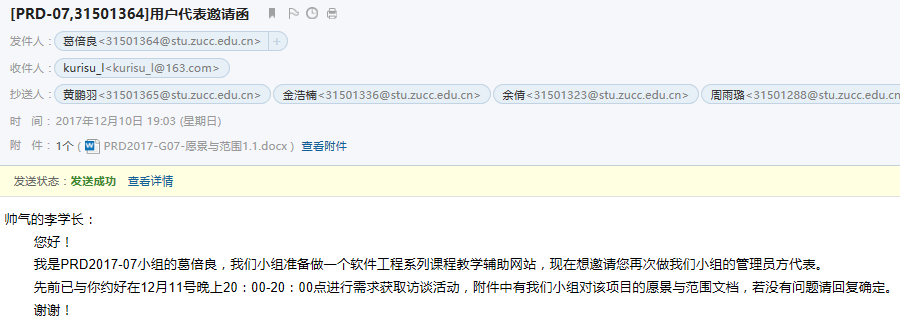 [PRD-07,31501364]用户代表邀请函
发件人：葛倍良<31501364@stu.zucc.edu.cn>
收件人：kurisu_l<kurisu_l@163.com>
抄送人：黄鹏羽<31501365@stu.zucc.edu.cn> 金浩楠<31501336@stu.zucc.edu.cn> 余倩<31501323@stu.zucc.edu.cn> 周雨璐<31501288@stu.zucc.edu.cn
时　间：2017年12月10日 19:03 (星期日)
附　件：1个 ( PRD2017-G07-愿景与范围1.1.docx ) 查看附件
发送状态：发送成功 查看详情
帅气的李学长：
您好！
我是PRD2017-07小组的葛倍良，我们小组准备做一个软件工程系列课程教学辅助网站，现在想邀请您再次做我们小组的管理员方代表。
先前已与你约好在12月11号晚上20：00-20：00点进行需求获取访谈活动，附件中有我们小组对该项目的愿景与范围文档，若没有问题请回复确定。
谢谢！